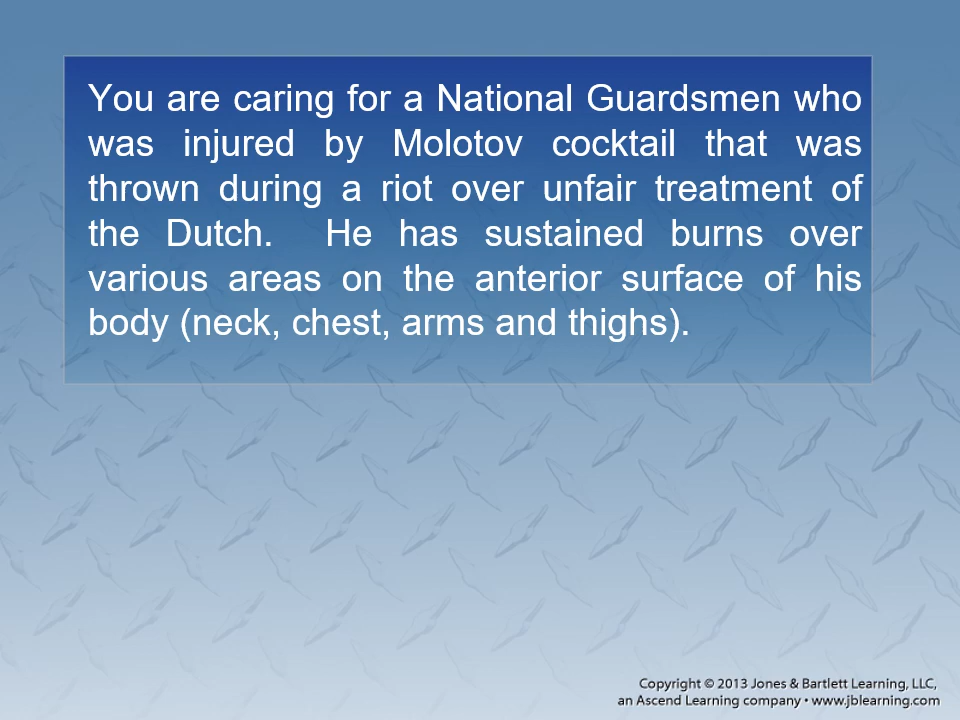 You are caring for a National Guardsmen who
was injured by Molotov cocktail that was
thrown during a riot over unfair treatment of
the Dutch.  He has sustained burns over
various areas on the anterior surface of his
body (neck, chest, arms and thighs).
Copyright © 2013 Jones & Bartlett Learning, LLC,
an Ascend Learning company • www.jblearning.com